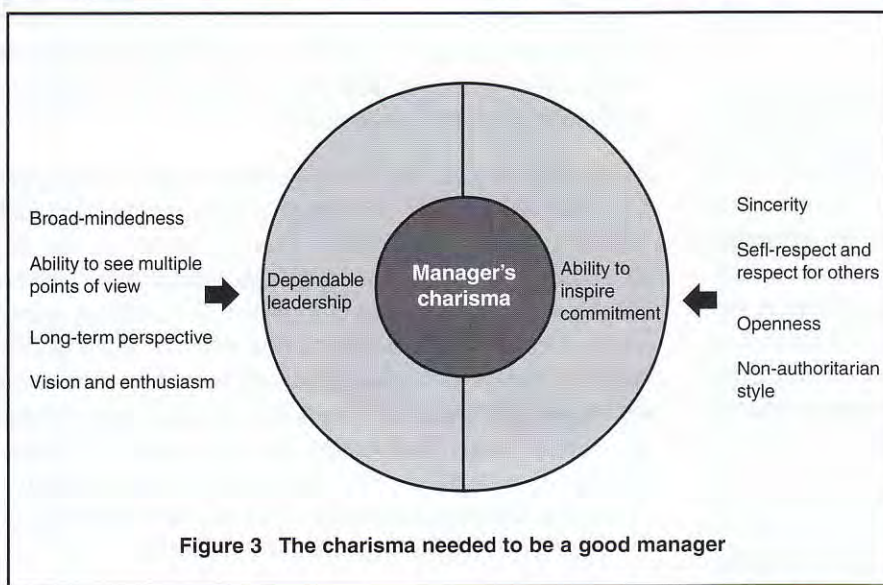 Broad-mindedness
Ability to see multiple
points of view
Long-term perspective
Vision and enthusiasm
Dependable
leadership
Manager's
charisma
Ability to
inspire
commitment
Sincerity
Sefl-respect and
respect for others
Openness
Non-authoritarian
style
Figure 3 The charisma needed to be a good manager